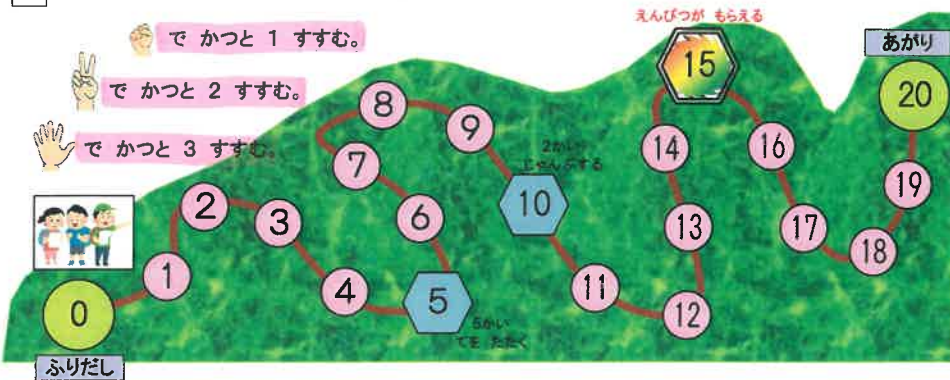 で かつと 1 すすむ。
で かつと 2 すすむ。
で かつと 3 すすむ。
えんぴつが もらえる
あがり
2かい
じゃんぷする
5かい
てを たたく
ふりだし
0
1
2
3
4
5
6
7
8
9
10
11
12
13
14
15
16
17
18
19
20